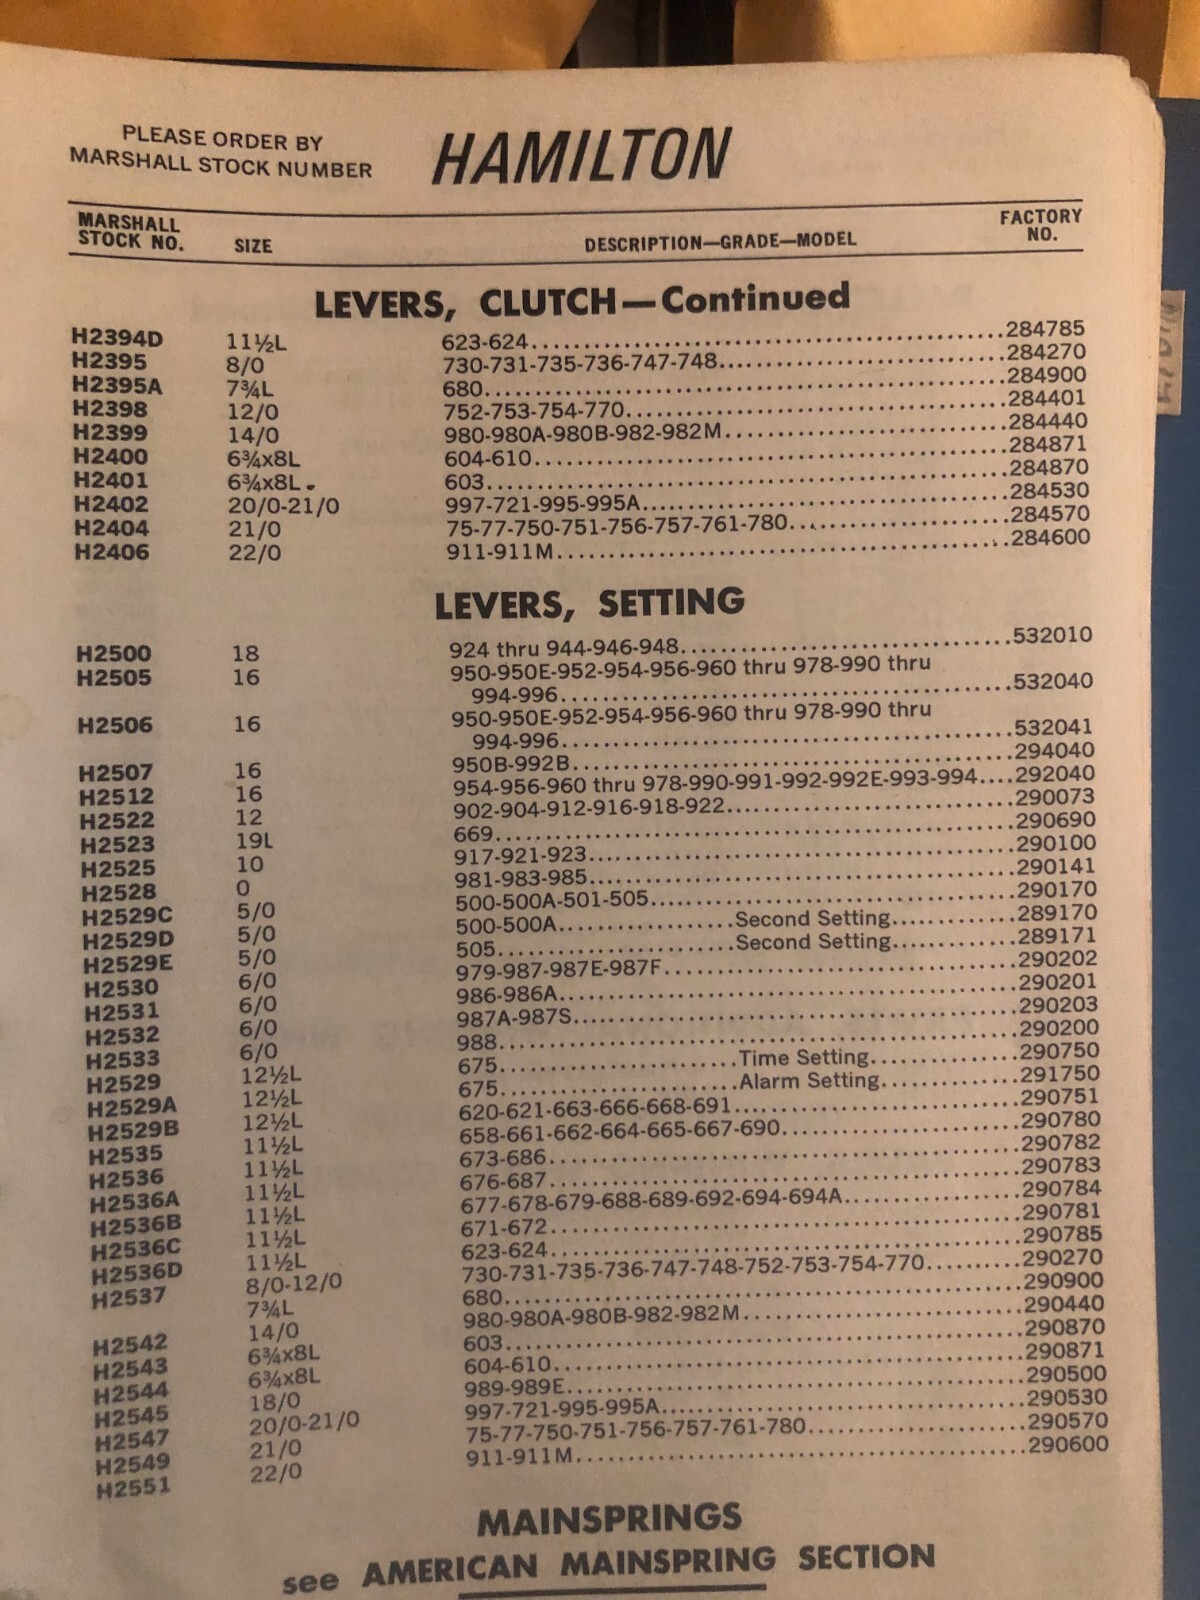 PLEASE ORDER BY
MARSHALL STOCK NUMBER
HAMILTON
MARSHALL STOCK NO. SIZE DESCRIPTION—GRADE—MODEL FACTORY NO.
LEVERS, CLUTCH—Continued
H2394D 11½L 623-624 284785
H2395 8/0 730-731-735-736-747-748 284270
H2395A 7¾L 680 284900
H2398 12/0 752-753-754-770 284401
H2399 14/0 980-980A-980B-982-982M 284440
H2400 6¾x8L 604-610 284871
H2401 6¾x8L 603 284870
H2402 20/0-21/0 997-721-995-995A 284530
H2404 21/0 75-77-750-751-756-757-761-780 284570
H2406 22/0 911-911M 284600
LEVERS, SETTING
H2500 18 924 thru 944-946-948 532010
H2505 16 950-950E-952-954-956-960 thru 978-990 thru
994-996 532040
H2506 16 950-950E-952-954-956-960 thru 978-990 thru
994-996 532041
H2507 16 950B-992B 294040
H2512 16 954-956-960 thru 978-990-991-992-992E-993-994 292040
H2522 12 902-904-912-916-918-922 290073
H2523 19L 669 290690
H2525 10 917-921-923 290100
H2528 0 981-983-985 290141
H2529C 5/0 500-500A-501-505 290170
H2529D 5/0 500-500A Second Setting 289170
H2529E 5/0 505 Second Setting 289171
H2530 6/0 979-987-987E-987F 290202
H2531 6/0 986-986A 290201
H2532 6/0 987A-987S 290203
H2533 6/0 988 290200
H2529 12½L 675 Time Setting 290750
H2529A 12½L 675 Alarm Setting 291750
H2529B 12½L 620-621-663-666-668-691 290751
H2535 11½L 658-661-662-664-665-667-690 290780
H2536 11½L 673-686 290782
H2536A 11½L 676-687 290783
H2536B 11½L 677-678-679-688-689-692-694-694A 290784
H2536C 11½L 671-672 290781
H2536D 11½L 623-624 290785
H2537 8/0-12/0 730-731-735-736-747-748-752-753-754-770 290270
7¾L 680 290900
H2542 14/0 980-980A-980B-982-982M 290440
H2543 6¾x8L 603 290870
H2544 6¾x8L 604-610 290871
H2545 18/0 989-989E 290500
H2547 20/0-21/0 997-721-995-995A 290530
H2549 21/0 75-77-750-751-756-757-761-780 290570
H2551 22/0 911-911M 290600
MAINSPRINGS
see AMERICAN MAINSPRING SECTION